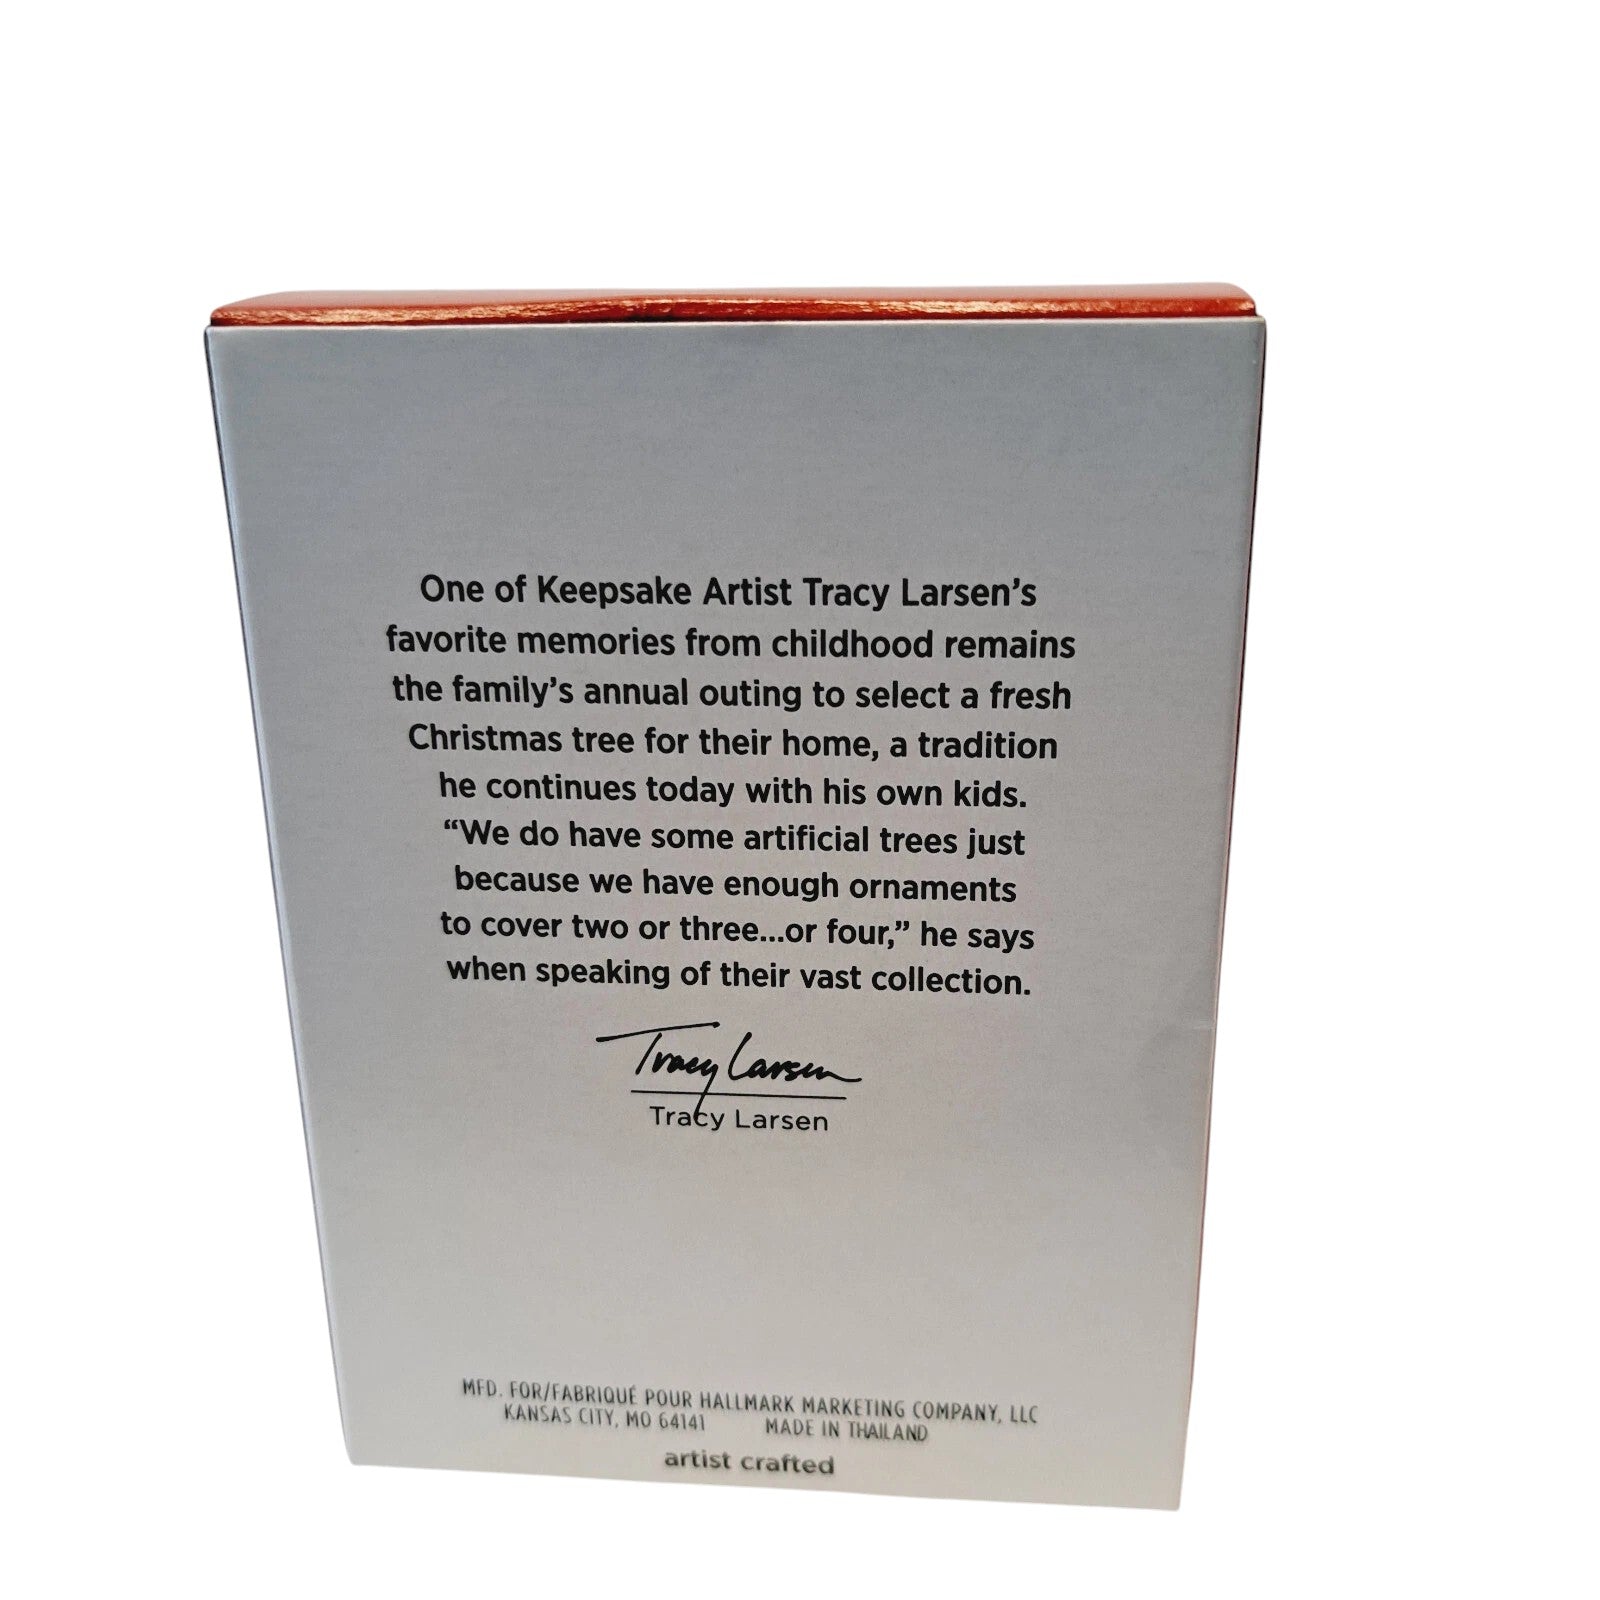 One of Keepsake Artist Tracy Larsen’s
favorite memories from childhood remains
the family’s annual outing to select a fresh
Christmas tree for their home, a tradition
he continues today with his own kids.
“We do have some artificial trees just
because we have enough ornaments
to cover two or three...or four,” he says
when speaking of their vast collection.
Tracy Larsen
Tracy Larsen
MFD. FOR/FABRIQUÉ POUR HALLMARK MARKETING COMPANY, LLC
KANSAS CITY, MO 64141 MADE IN THAILAND
artist crafted